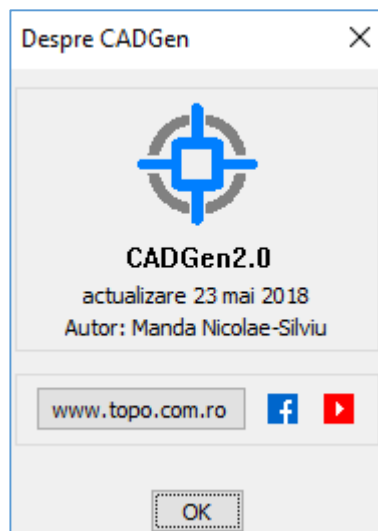 Despre CADGen
CADGen2.0
actualizare 23 mai 2018
Autor: Manda Nicolae-Silviu
www.topo.com.ro
OK